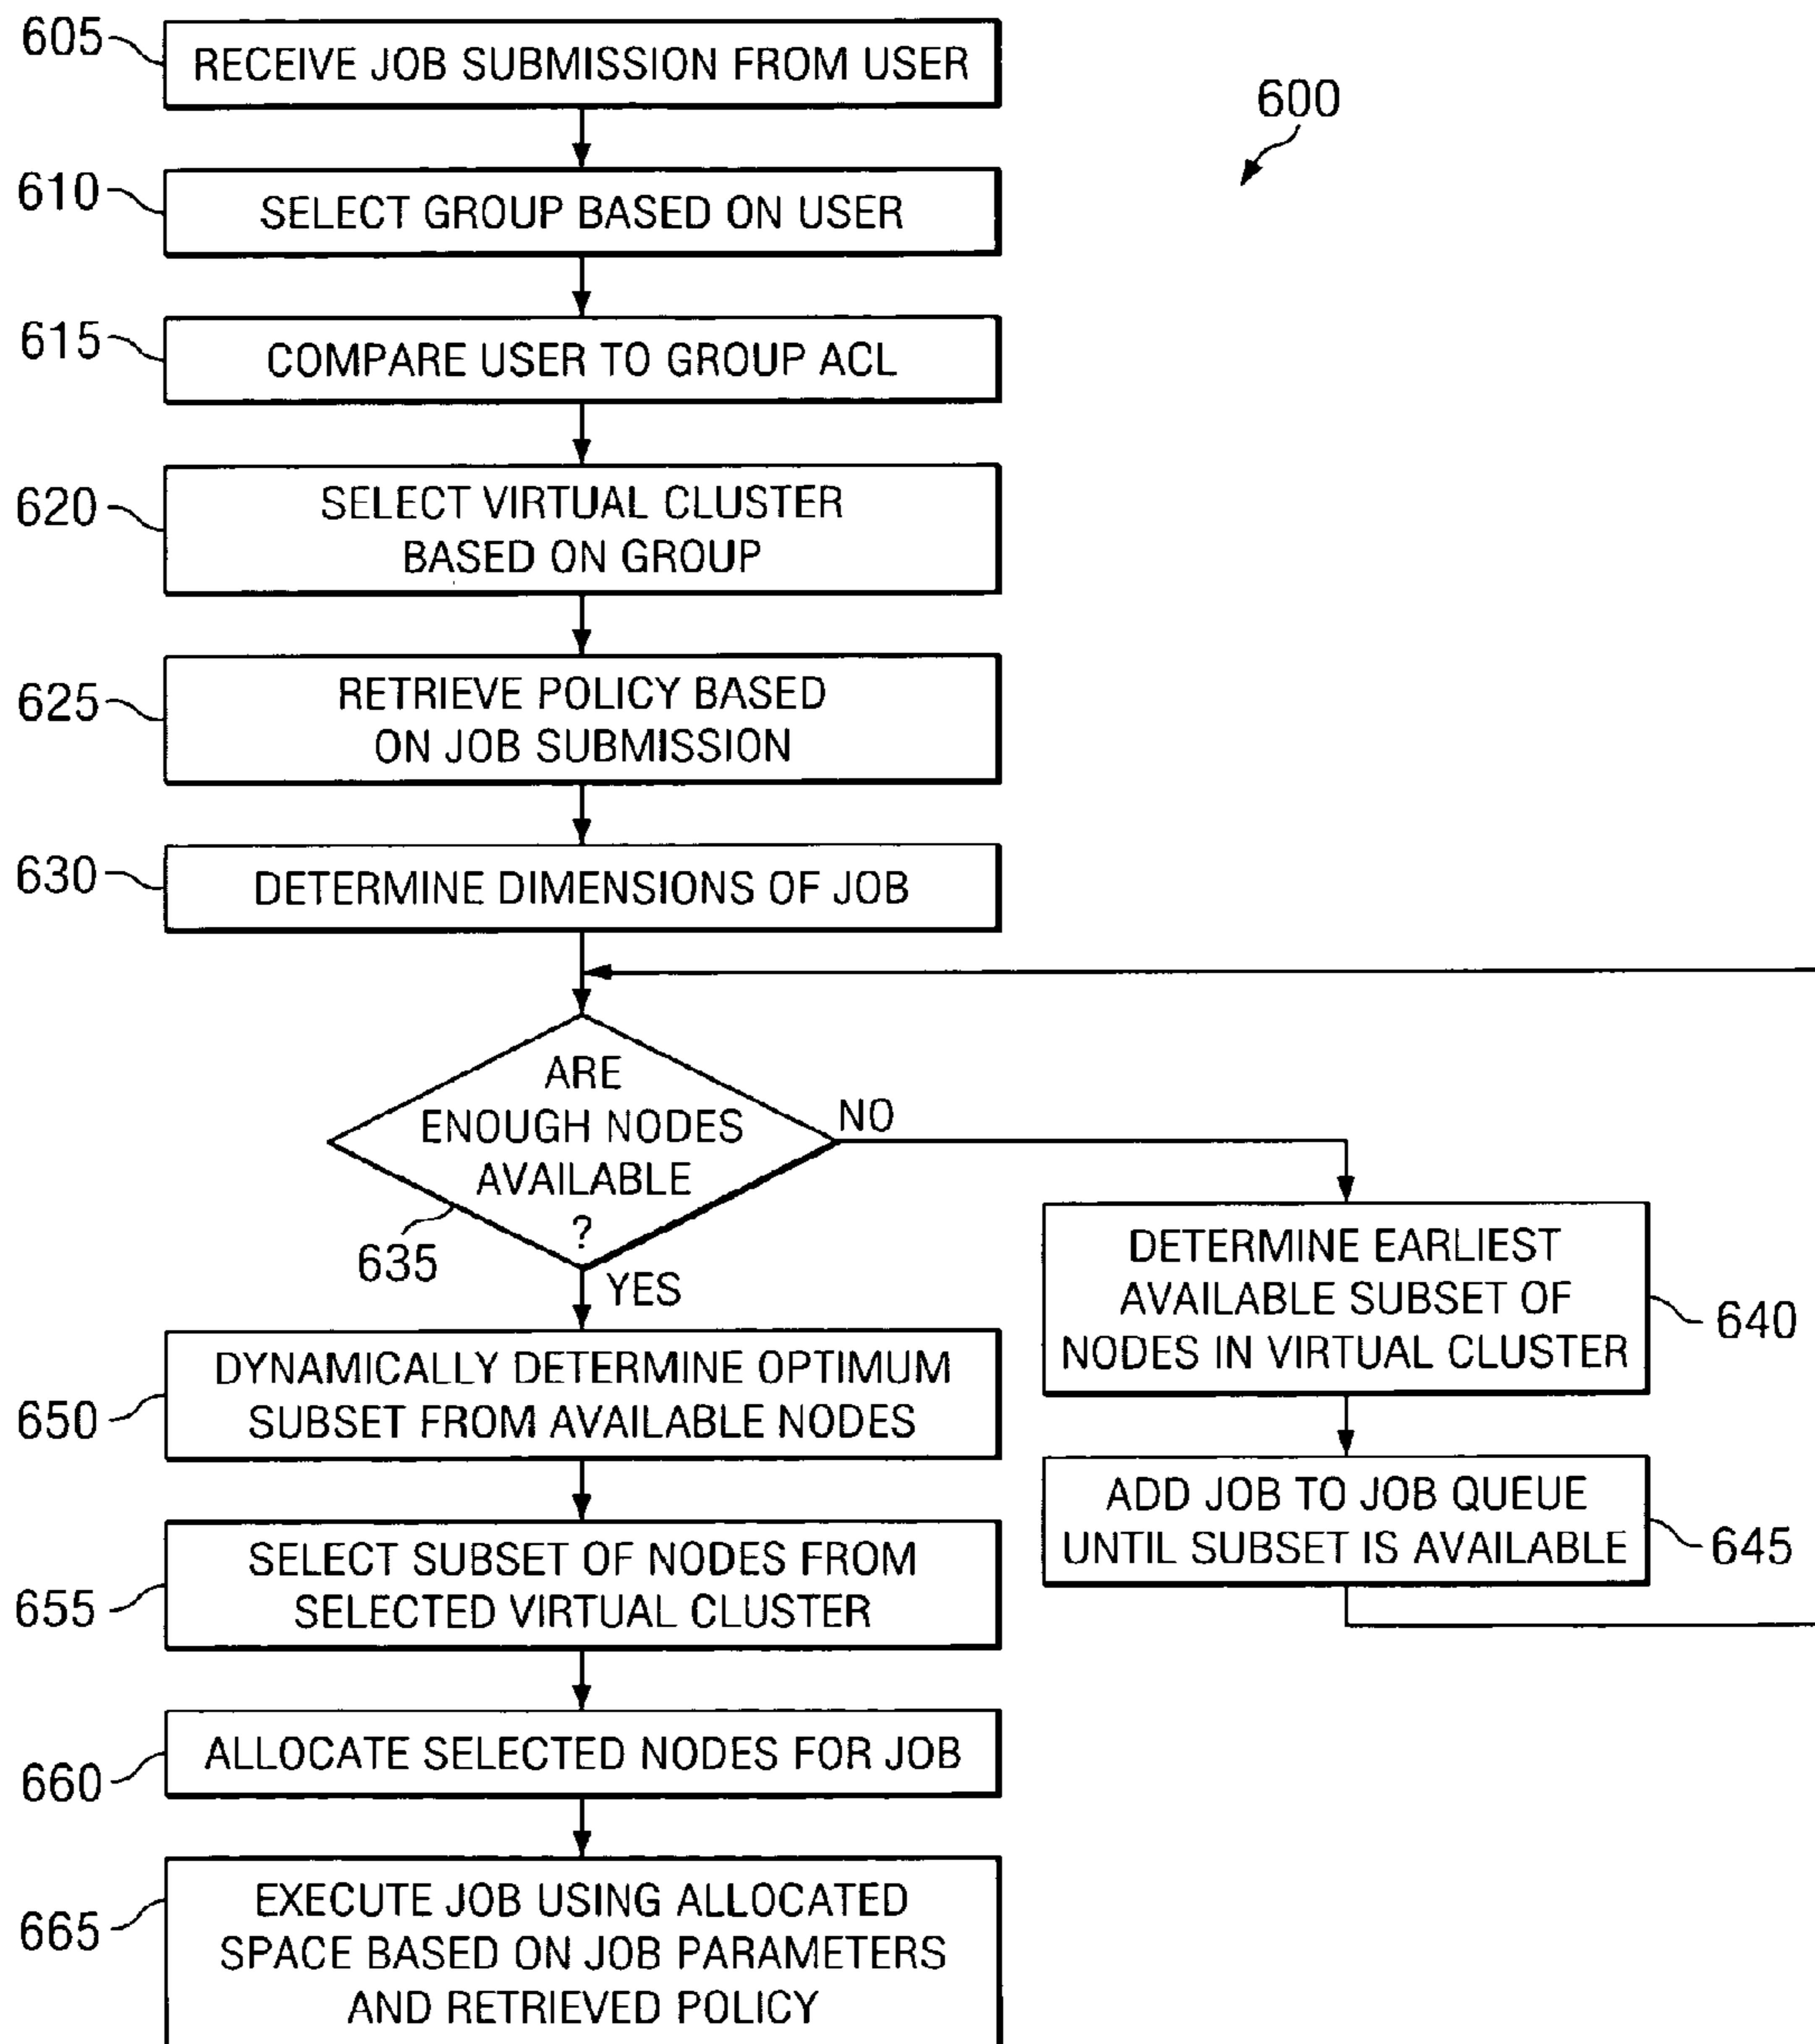 605
RECEIVE JOB SUBMISSION FROM USER
600
610
SELECT GROUP BASED ON USER
615
COMPARE USER TO GROUP ACL
620
SELECT VIRTUAL CLUSTER
BASED ON GROUP
625
RETRIEVE POLICY BASED
ON JOB SUBMISSION
630
DETERMINE DIMENSIONS OF JOB
ARE
ENOUGH NODES
AVAILABLE
?
635
NO
YES
DETERMINE EARLIEST
AVAILABLE SUBSET OF
NODES IN VIRTUAL CLUSTER
640
ADD JOB TO JOB QUEUE
UNTIL SUBSET IS AVAILABLE
645
650
DYNAMICALLY DETERMINE OPTIMUM
SUBSET FROM AVAILABLE NODES
655
SELECT SUBSET OF NODES FROM
SELECTED VIRTUAL CLUSTER
660
ALLOCATE SELECTED NODES FOR JOB
665
EXECUTE JOB USING ALLOCATED
SPACE BASED ON JOB PARAMETERS
AND RETRIEVED POLICY